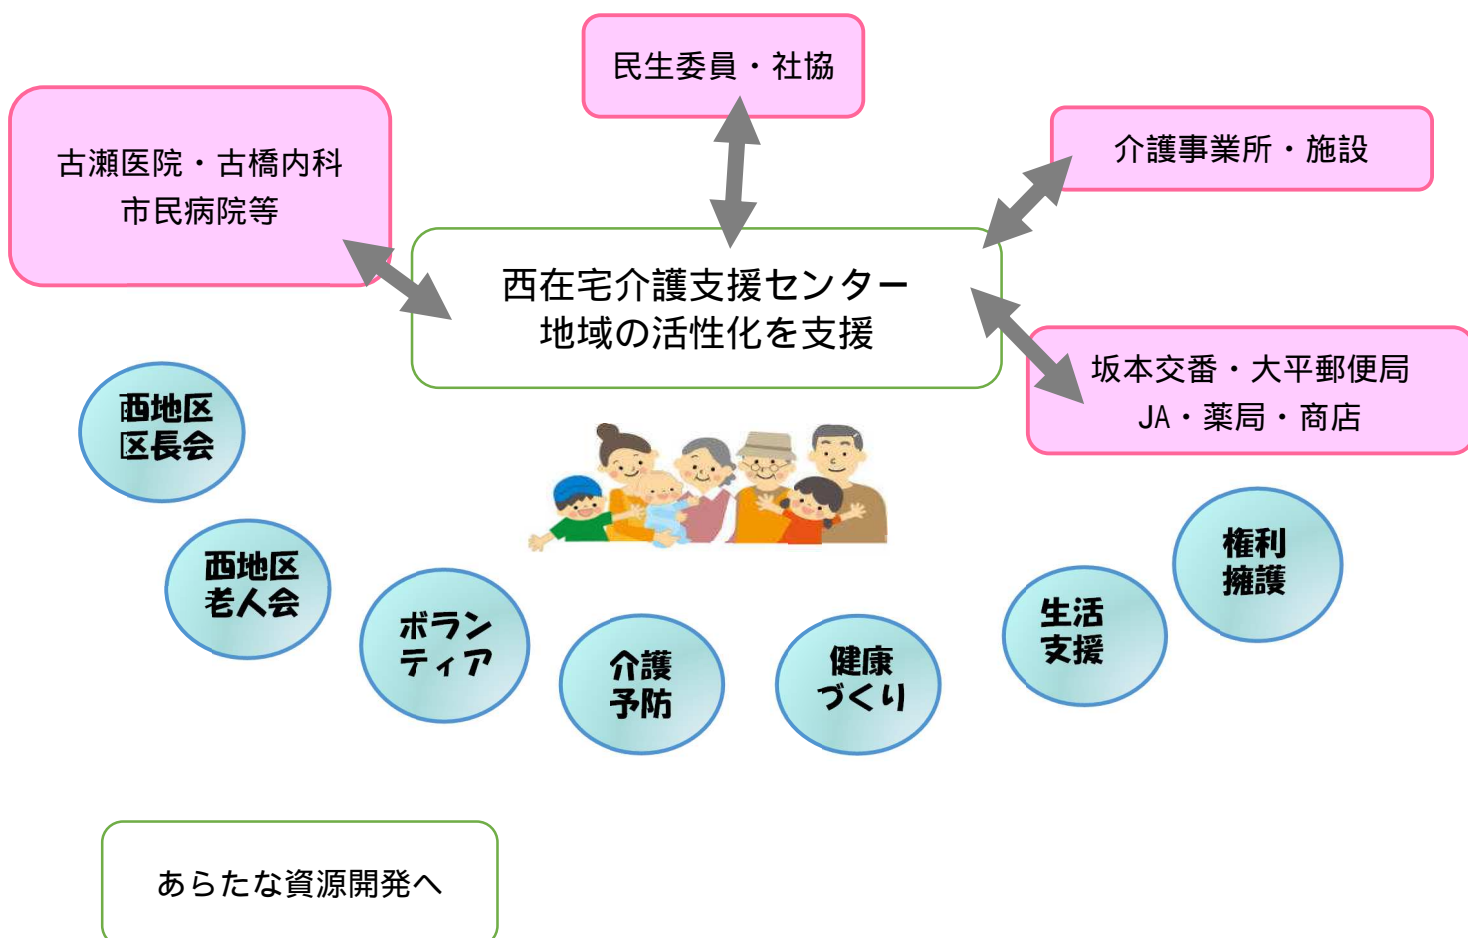 民生委員・社協
古瀬医院・古橋内科
市民病院等
介護事業所・施設
西在宅介護支援センター
地域の活性化を支援
坂本交番・大平郵便局
JA・薬局・商店
西地区
区長会
西地区
老人会
ボラン
ティア
介護
予防
健康
づくり
生活
支援
権利
擁護
あらたな資源開発へ